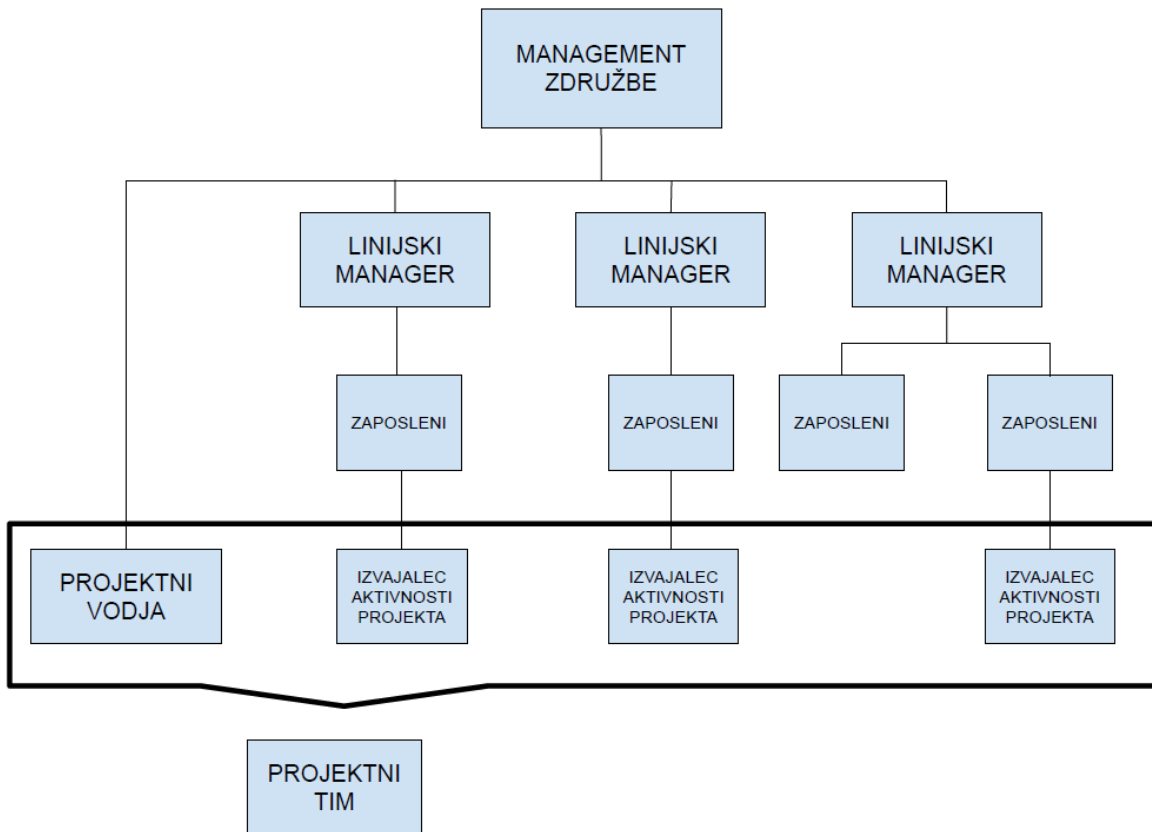 MANAGEMENT
ZDRUŽBE
LINIJSKI
MANAGER
LINIJSKI
MANAGER
LINIJSKI
MANAGER
ZAPOSLENI
ZAPOSLENI
ZAPOSLENI
ZAPOSLENI
PROJEKTNI
VODJA
IZVAJALEC
AKTIVNOSTI
PROJEKTA
IZVAJALEC
AKTIVNOSTI
PROJEKTA
IZVAJALEC
AKTIVNOSTI
PROJEKTA
PROJEKTNI
TIM